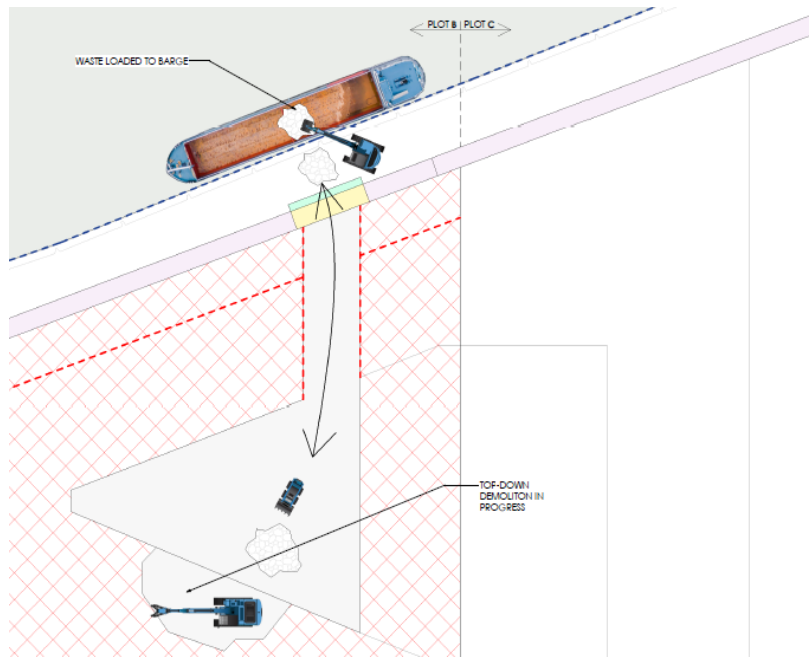 PLOT B | PLOT C
WASTE LOADED TO BARGE
TOP-DOWN
DEMOLITON IN
PROGRESS